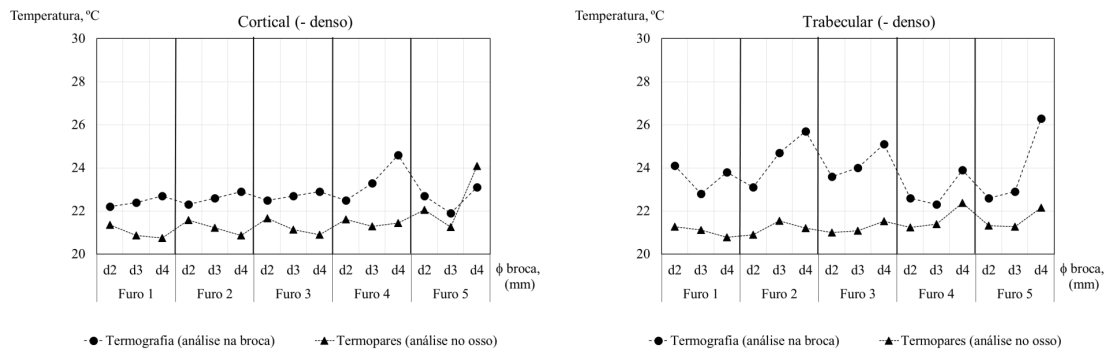 Temperatura, ºC
Cortical (- denso)
30
28
26
24
22
20
d2 d3 d4 d2 d3 d4 d2 d3 d4 d2 d3 d4 d2 d3 d4
ϕ broca, (mm)
Furo 1 Furo 2 Furo 3 Furo 4 Furo 5
Termografia (análise na broca) Termopares (análise no osso)
Temperatura, ºC
Trabecular (- denso)
30
28
26
24
22
20
d2 d3 d4 d2 d3 d4 d2 d3 d4 d2 d3 d4 d2 d3 d4
ϕ broca, (mm)
Furo 1 Furo 2 Furo 3 Furo 4 Furo 5
Termografia (análise na broca) Termopares (análise no osso)